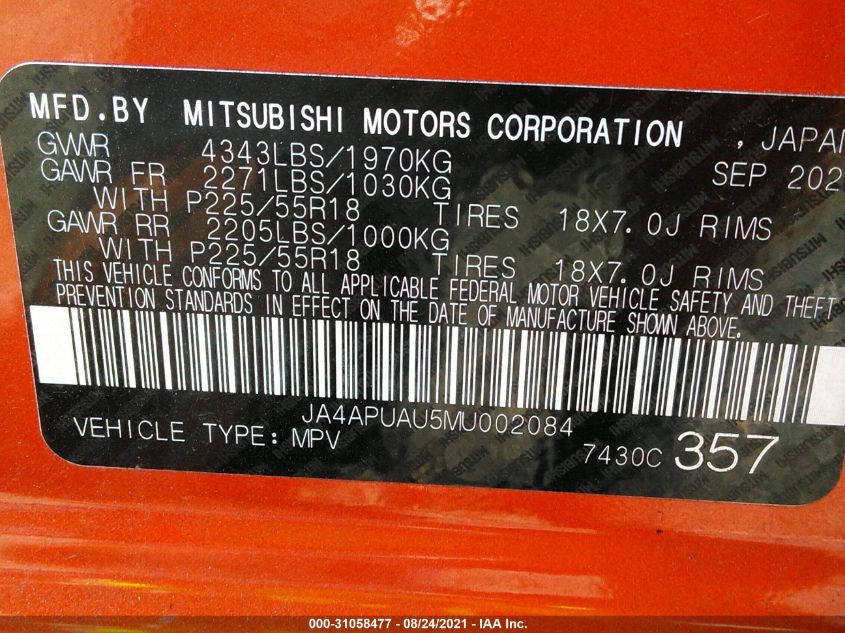 MFD.BY MITSUBISHI MOTORS CORPORATION , JAPAN
GVWR 4343LBS/1970KG SEP 202
GAWR FR 2271LBS/1030KG
WITH P225/55R18 TIRES 18X7.0J RIMS
GAWR RR 2205LBS/1000KG
WITH P225/55R18 TIRES 18X7.0J RIMS
THIS VEHICLE CONFORMS TO ALL APPLICABLE FEDERAL MOTOR VEHICLE SAFETY AND THEFT
PREVENTION STANDARDS IN EFFECT ON THE DATE OF MANUFACTURE SHOWN ABOVE.
JA4APUAU5MU002084
VEHICLE TYPE: MPV 7430C 357
000-31058477 - 08/24/2021 - IAA Inc.